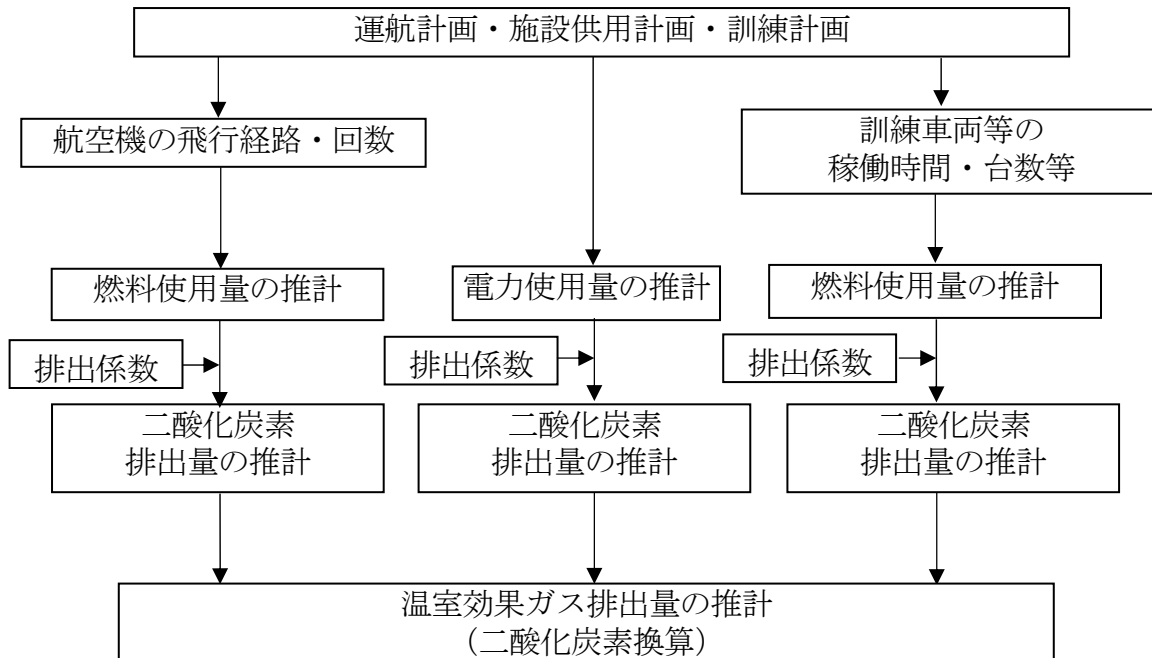 運航計画・施設供用計画・訓練計画
航空機の飛行経路・回数
訓練車両等の
稼働時間・台数等
燃料使用量の推計
電力使用量の推計
燃料使用量の推計
排出係数
排出係数
排出係数
二酸化炭素
排出量の推計
二酸化炭素
排出量の推計
二酸化炭素
排出量の推計
温室効果ガス排出量の推計
（二酸化炭素換算）